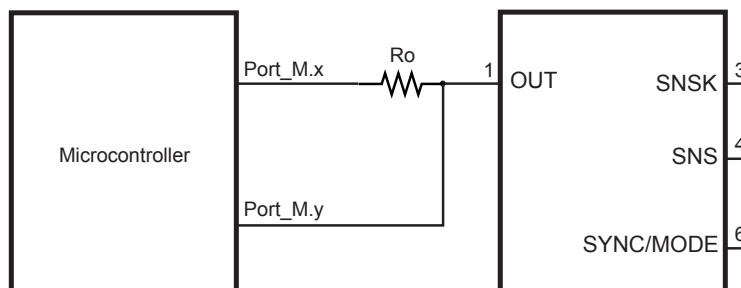 Port_M.x
Ro
1
OUT
SNSK
3
Microcontroller
SNS
4
Port_M.y
SYNC/MODE
6